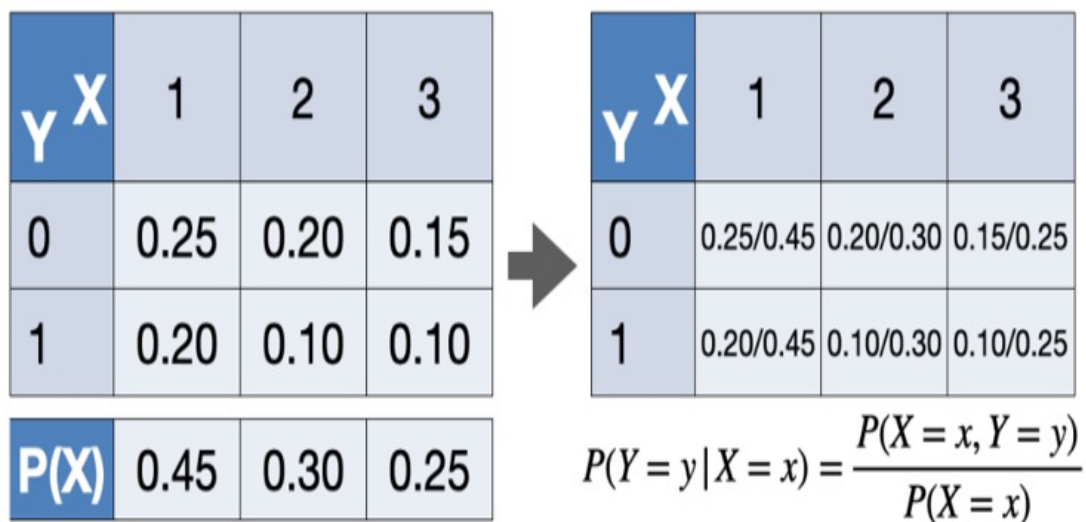 Y X 1 2 3
0 0.25 0.20 0.15
1 0.20 0.10 0.10
P(X) 0.45 0.30 0.25
Y X 1 2 3
0 0.25/0.45 0.20/0.30 0.15/0.25
1 0.20/0.45 0.10/0.30 0.10/0.25
P(Y = y|X = x) = P(X = x, Y = y) / P(X = x)